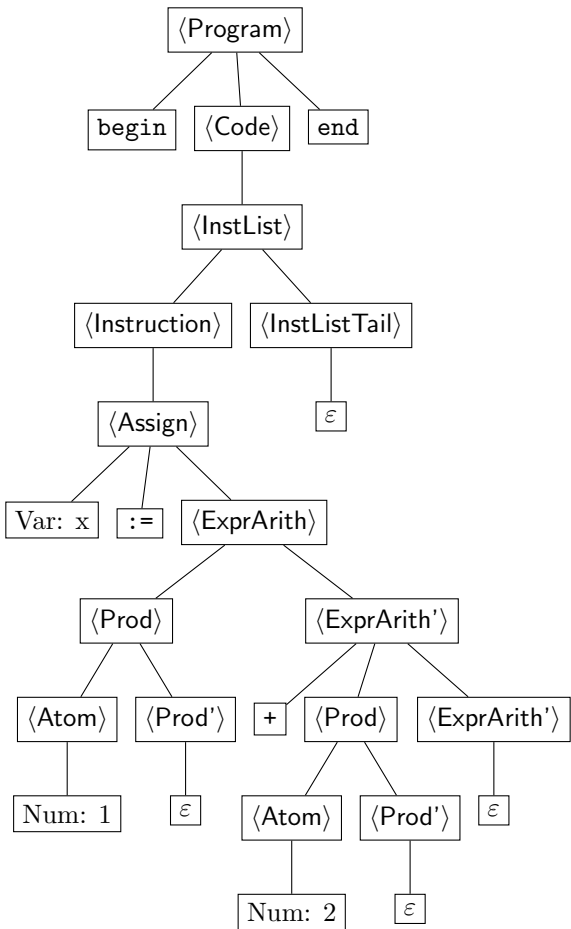 ⟨Program⟩
begin ⟨Code⟩ end
⟨InstList⟩
⟨Instruction⟩ ⟨InstListTail⟩
⟨Assign⟩ ε
Var: x := ⟨ExprArith⟩
⟨Prod⟩ ⟨ExprArith'⟩
⟨Atom⟩ ⟨Prod'⟩ + ⟨Prod⟩ ⟨ExprArith'⟩
Num: 1 ε ⟨Atom⟩ ⟨Prod'⟩ ε
Num: 2 ε